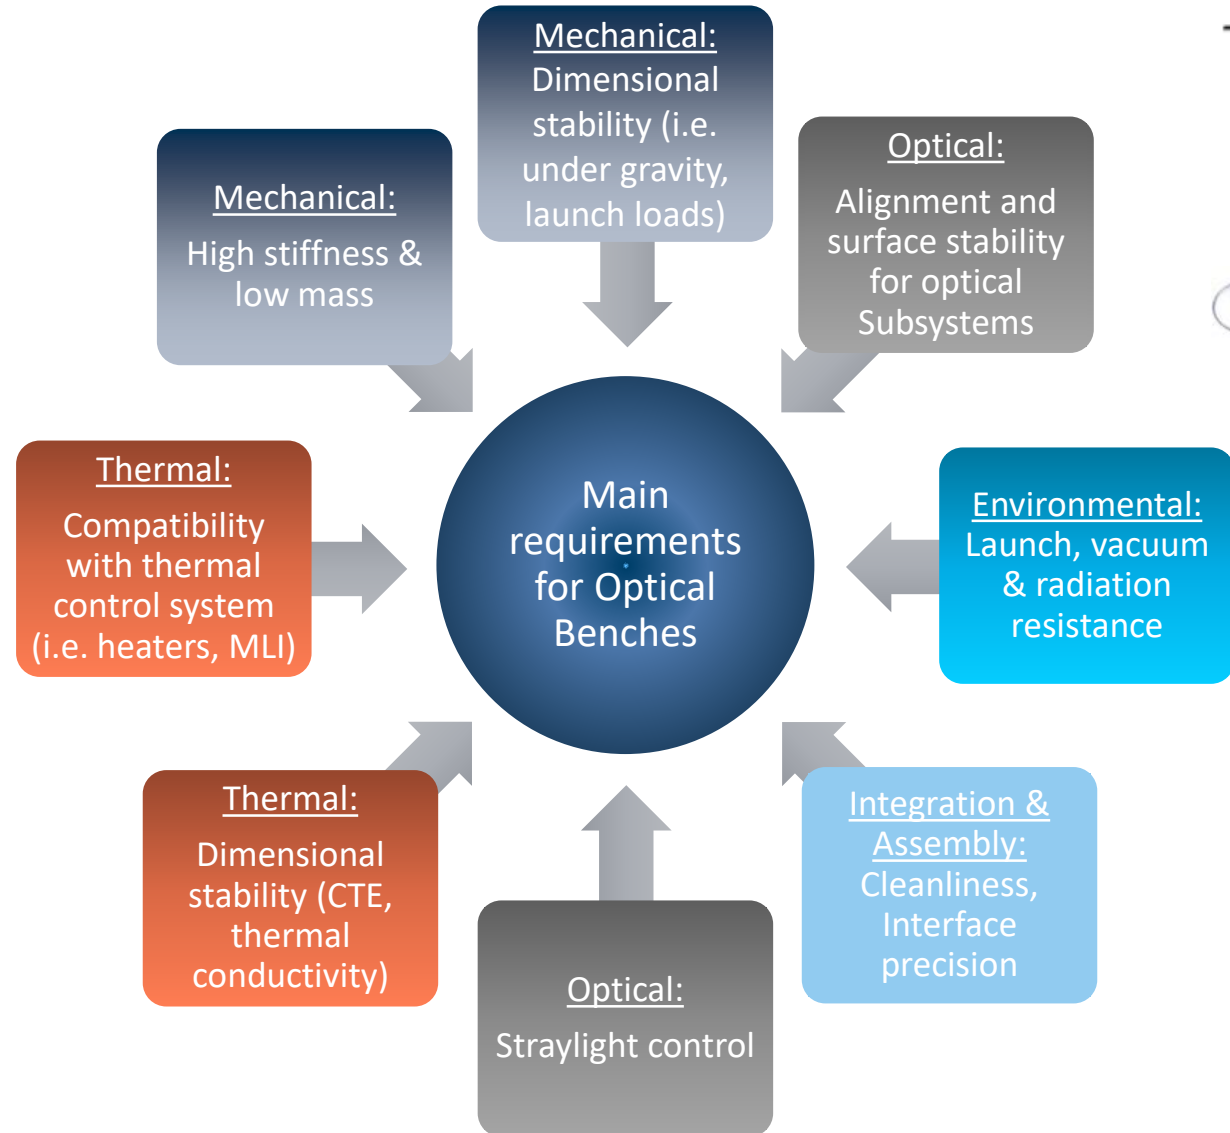 Mechanical:
Dimensional
stability (i.e.
under gravity,
launch loads)
Optical:
Alignment and
surface stability
for optical
Subsystems
Mechanical:
High stiffness &
low mass
Thermal:
Compatibility
with thermal
control system
(i.e. heaters, MLI)
Main
requirements
for Optical
Benches
Environmental:
Launch, vacuum
& radiation
resistance
Thermal:
Dimensional
stability (CTE,
thermal
conductivity)
Integration &
Assembly:
Cleanliness,
Interface
precision
Optical:
Straylight control